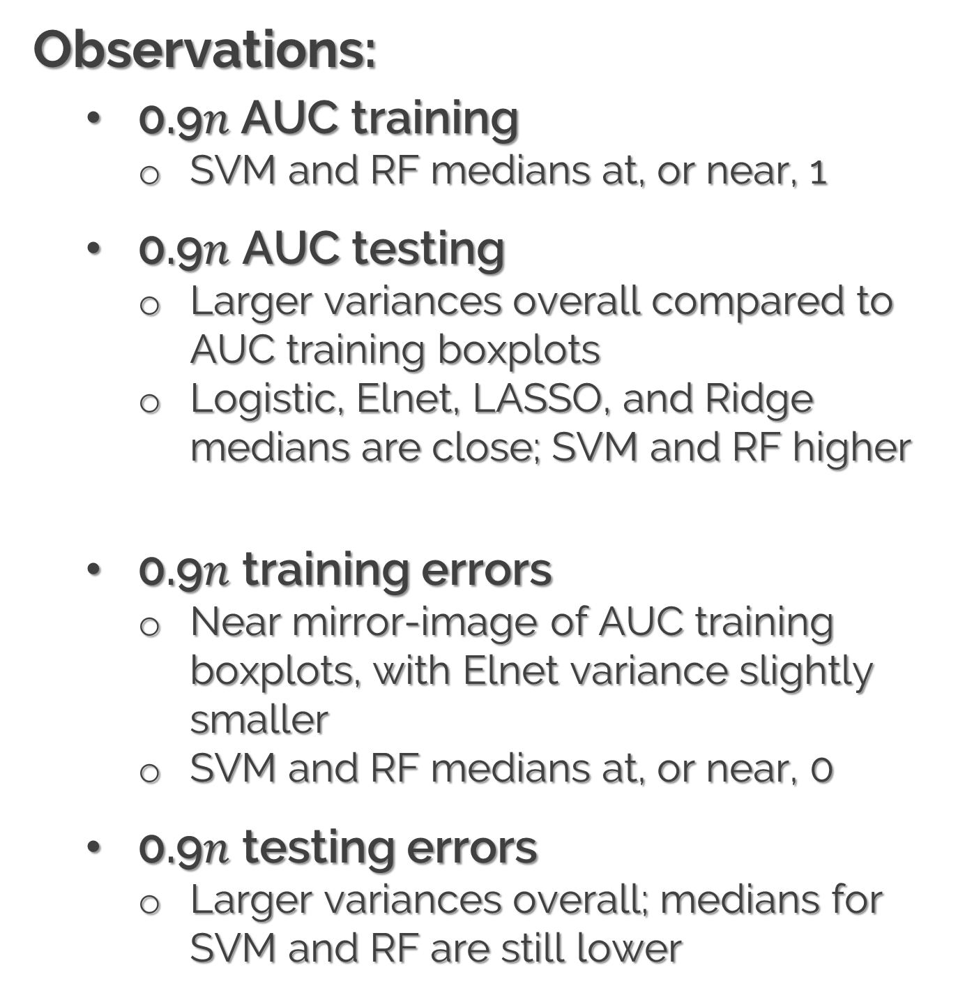 Observations:
• 0.9𝑛 AUC training
o SVM and RF medians at, or near, 1
• 0.9𝑛 AUC testing
o Larger variances overall compared to
AUC training boxplots
o Logistic, Elnet, LASSO, and Ridge
medians are close; SVM and RF higher
• 0.9𝑛 training errors
o Near mirror-image of AUC training
boxplots, with Elnet variance slightly
smaller
o SVM and RF medians at, or near, 0
• 0.9𝑛 testing errors
o Larger variances overall; medians for
SVM and RF are still lower